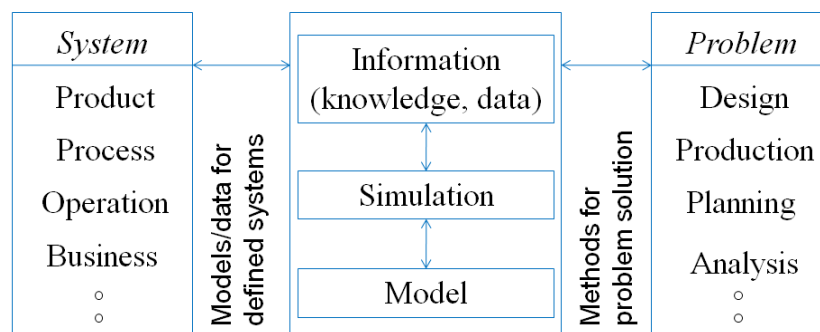 System
Product
Process
Operation
Business
Models/data for
defined systems
Information
(knowledge, data)
Simulation
Model
Methods for
problem solution
Problem
Design
Production
Planning
Analysis